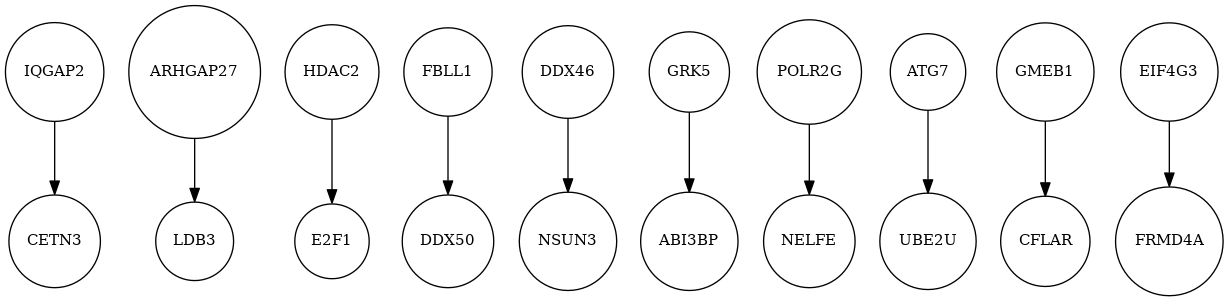 IQGAP2 ARHGAP27 HDAC2 FBLL1 DDX46 GRK5 POLR2G ATG7 GMEB1 EIF4G3
CETN3 LDB3 E2F1 DDX50 NSUN3 ABI3BP NELFE UBE2U CFLAR FRMD4A